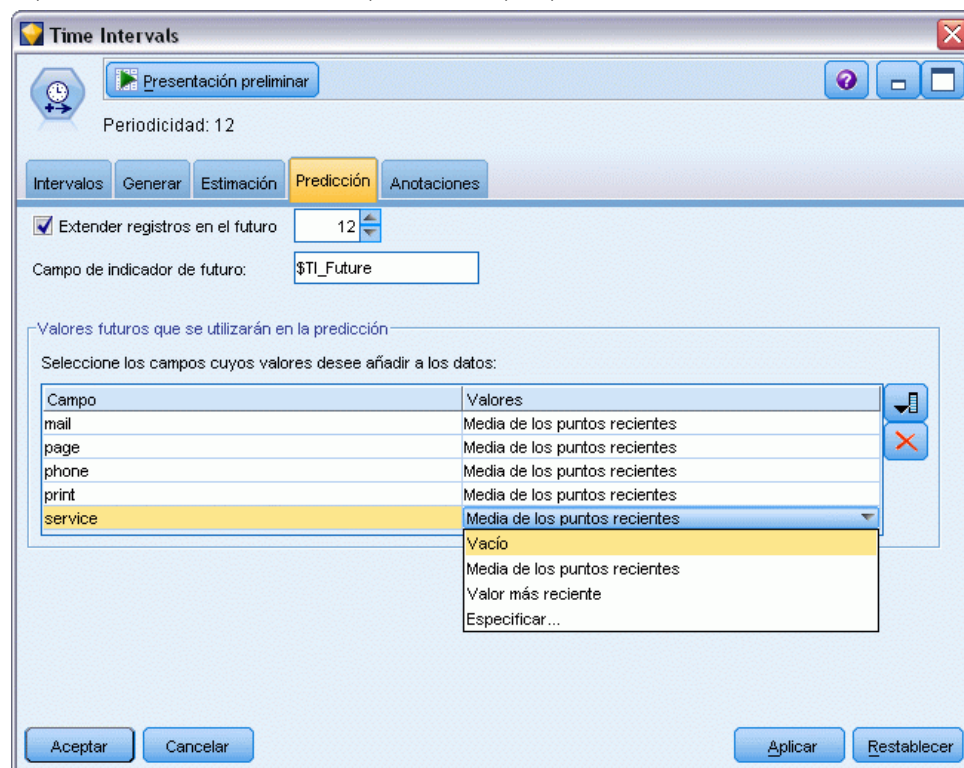 Time Intervals
Presentación preliminar
Periodicidad: 12
Intervalos Generar Estimación Predicción Anotaciones
Extender registros en el futuro 12
Campo de indicador de futuro: $TI_Future
Valores futuros que se utilizarán en la predicción
Seleccione los campos cuyos valores desee añadir a los datos:
Campo Valores
mail Media de los puntos recientes
page Media de los puntos recientes
phone Media de los puntos recientes
print Media de los puntos recientes
service Media de los puntos recientes
Vacío
Media de los puntos recientes
Valor más reciente
Especificar...
Aceptar Cancelar Aplicar Restablecer